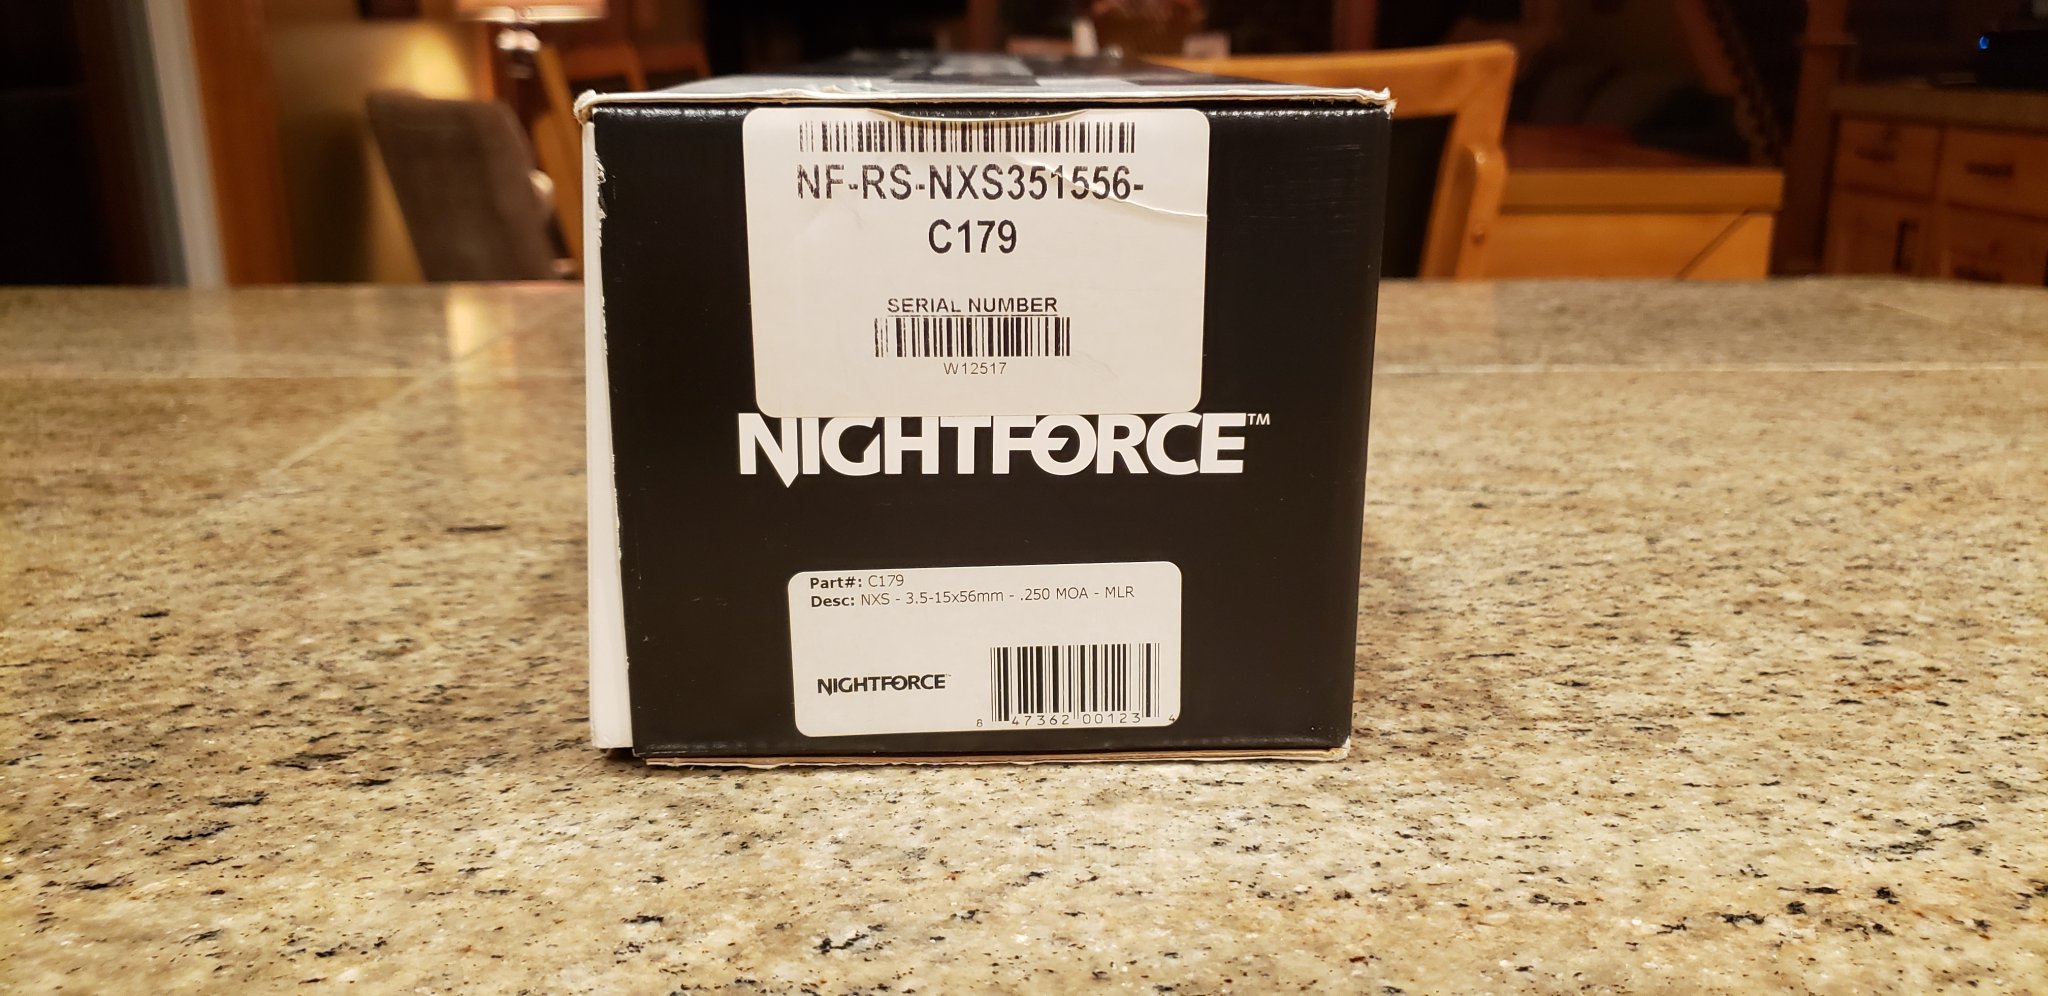 NF-RS-NXS351556-
C179
SERIAL NUMBER
W12517
NIGHTFORCE™
Part#: C179
Desc: NXS - 3.5-15x56mm - .250 MOA - MLR
NIGHTFORCE™
8 47362 00123 4